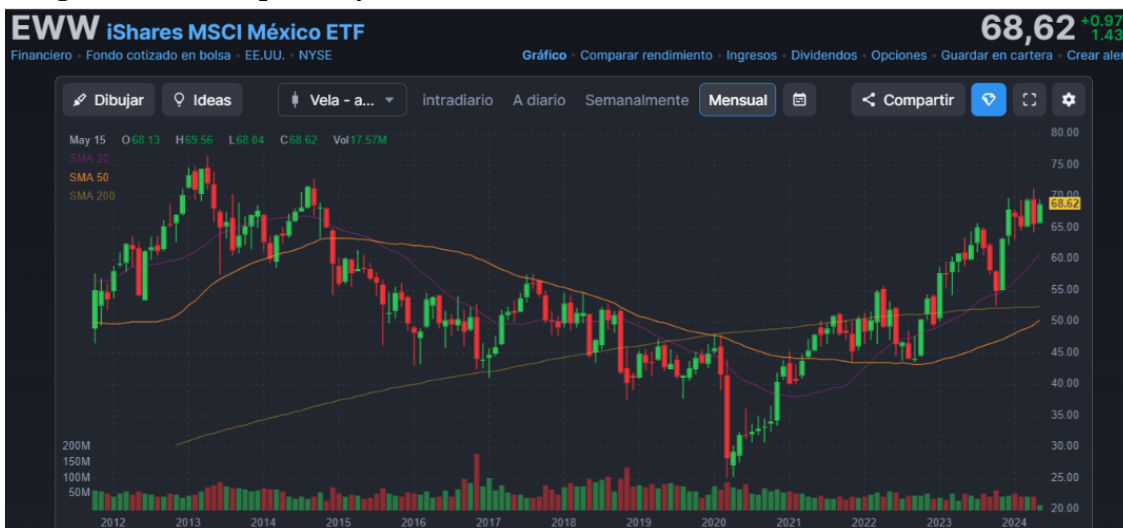 EWW iShares MSCI México ETF
68,62 +0.97
1.43
Financiero • Fondo cotizado en bolsa • EE.UU. • NYSE
Gráfico • Comparar rendimiento • Ingresos • Dividendos • Opciones • Guardar en cartera • Crear aler
Dibujar Ideas Vela - a... intradiario A diario Semanalmente Mensual Compartir
May 15 O68.13 H69.56 L68.04 C68.62 Vol17.57M
SMA 20
SMA 50
SMA 200
80.00
75.00
70.00
68.62
65.00
60.00
55.00
50.00
45.00
40.00
35.00
30.00
25.00
20.00
200M
150M
100M
50M
2012 2013 2014 2015 2016 2017 2018 2019 2020 2021 2022 2023 2024